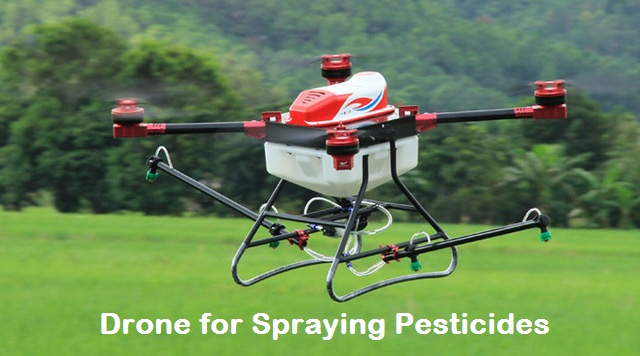 Drone for Spraying Pesticides